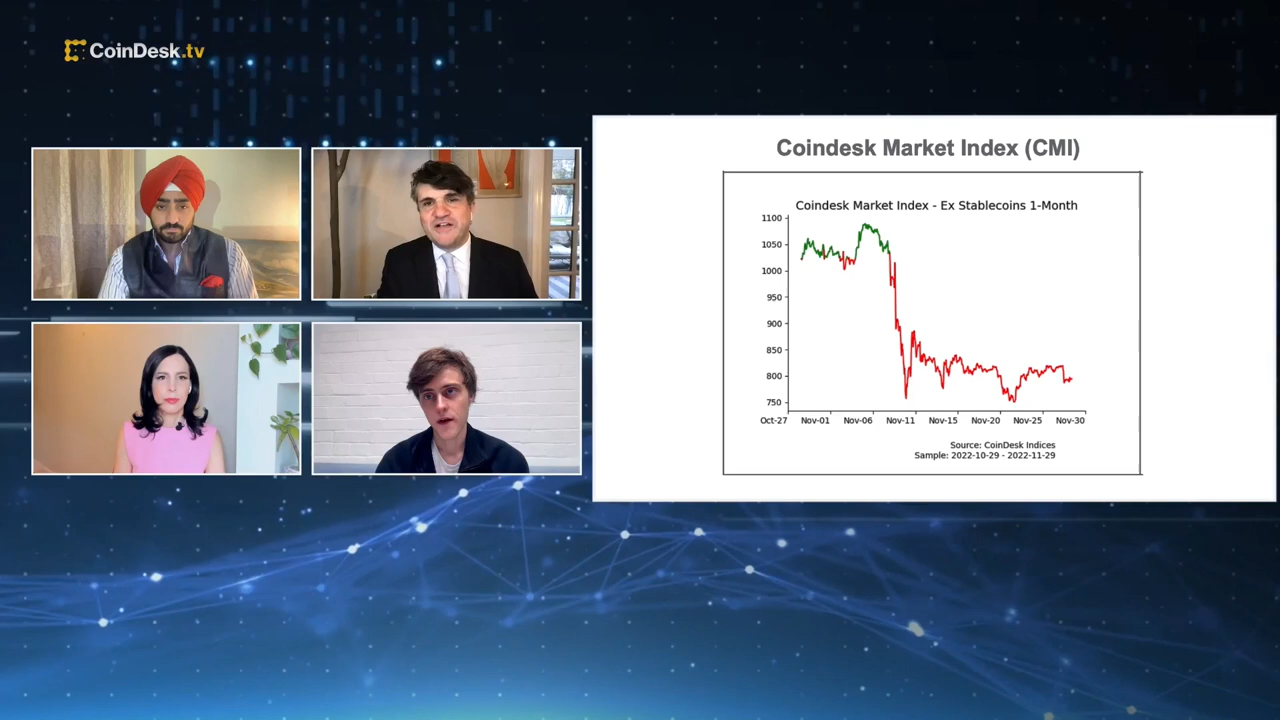 CoinDesk.tv
Coindesk Market Index (CMI)
Coindesk Market Index - Ex Stablecoins 1-Month
1100
1050
1000
950
900
850
800
750
Oct-27 Nov-01 Nov-06 Nov-11 Nov-15 Nov-20 Nov-25 Nov-30
Source: CoinDesk Indices
Sample: 2022-10-29 - 2022-11-29